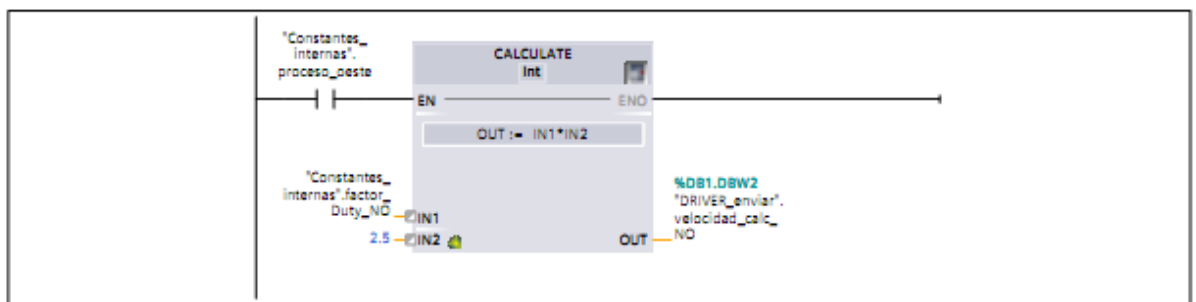 "Constantes_
internas".
proceso_oeste
CALCULATE
Int
EN
ENO
OUT := IN1*IN2
"Constantes_
internas".factor_
Duty_NO
IN1
2.5
IN2
%DB1.DBW2
"DRIVER_enviar".
velocidad_calc_
NO
OUT